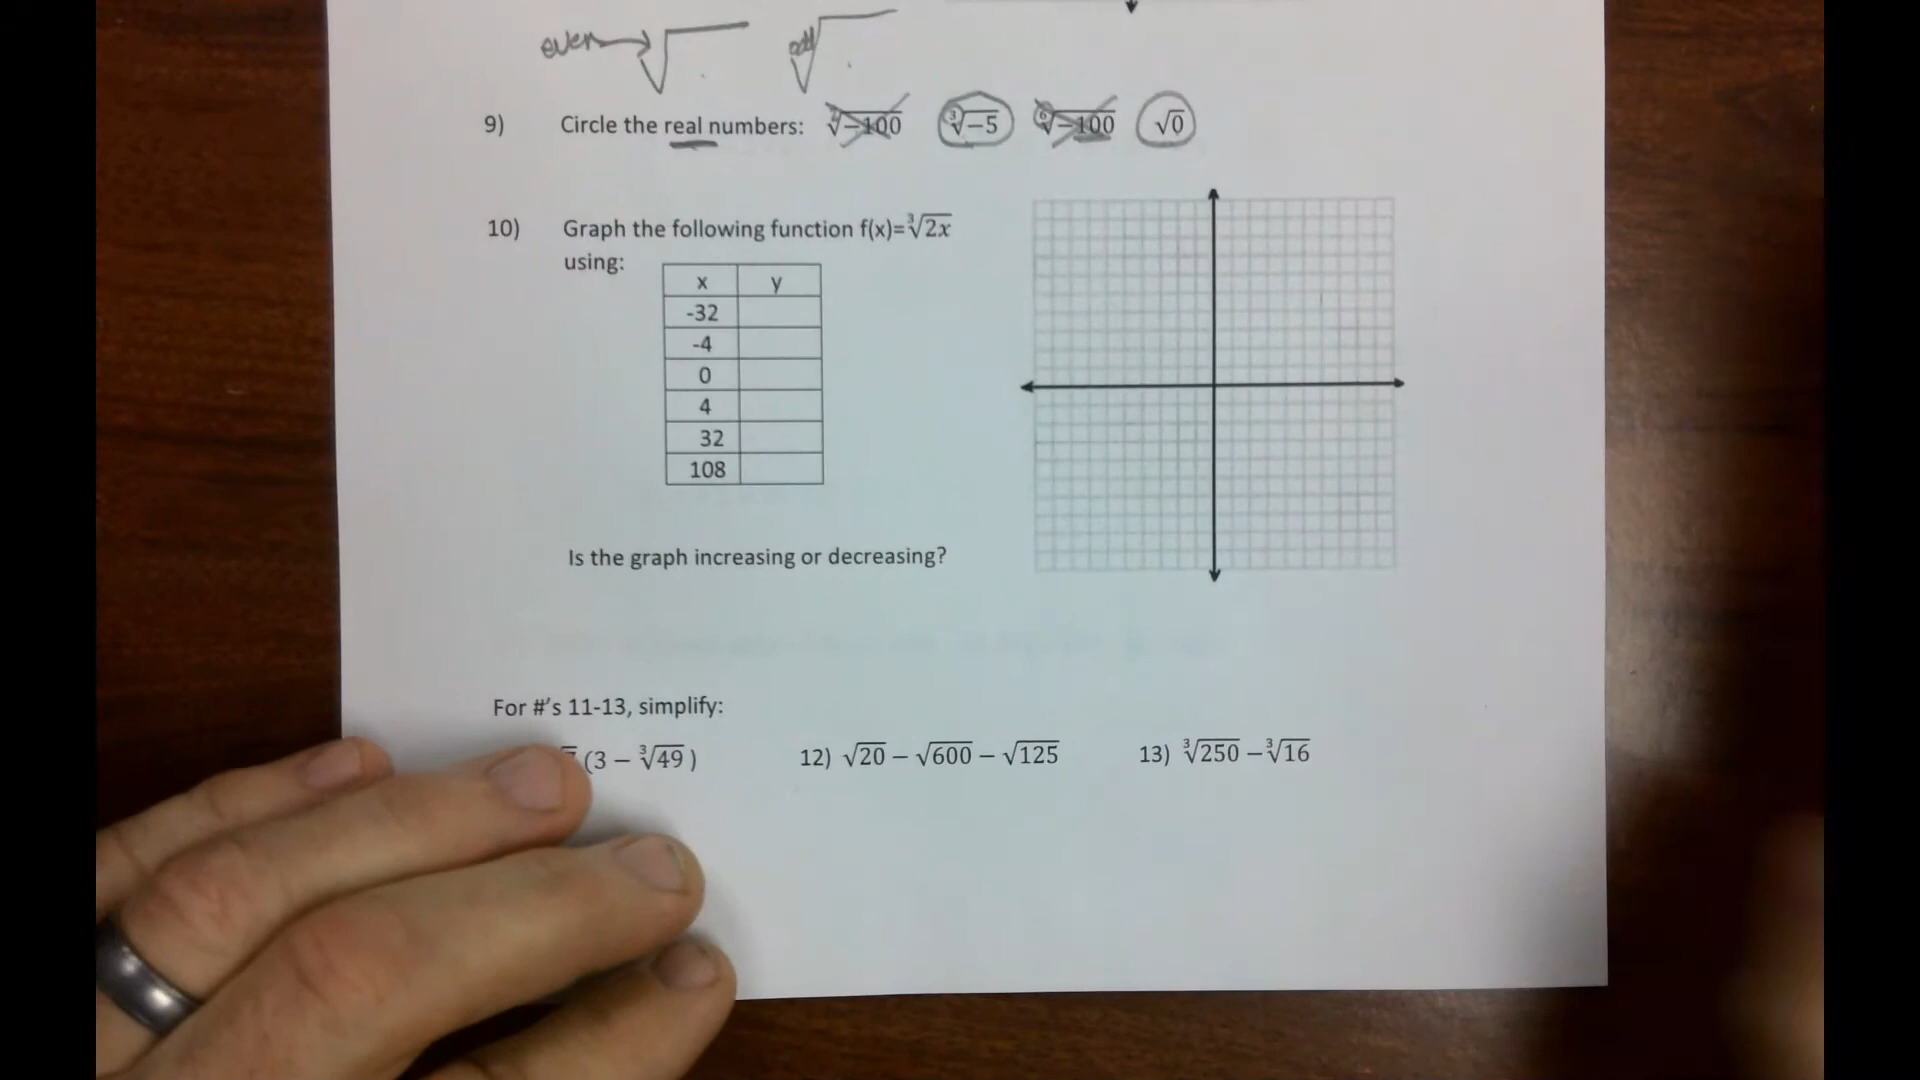 even → √ odd√
9) Circle the real numbers: √−100 ∛−5 ⁶√−100 √0
10) Graph the following function f(x)=∛2x
using:
x y
-32
-4
0
4
32
108
Is the graph increasing or decreasing?
For #'s 11-13, simplify:
(3 − ∛49 ) 12) √20 − √600 − √125 13) ∛250 −∛16